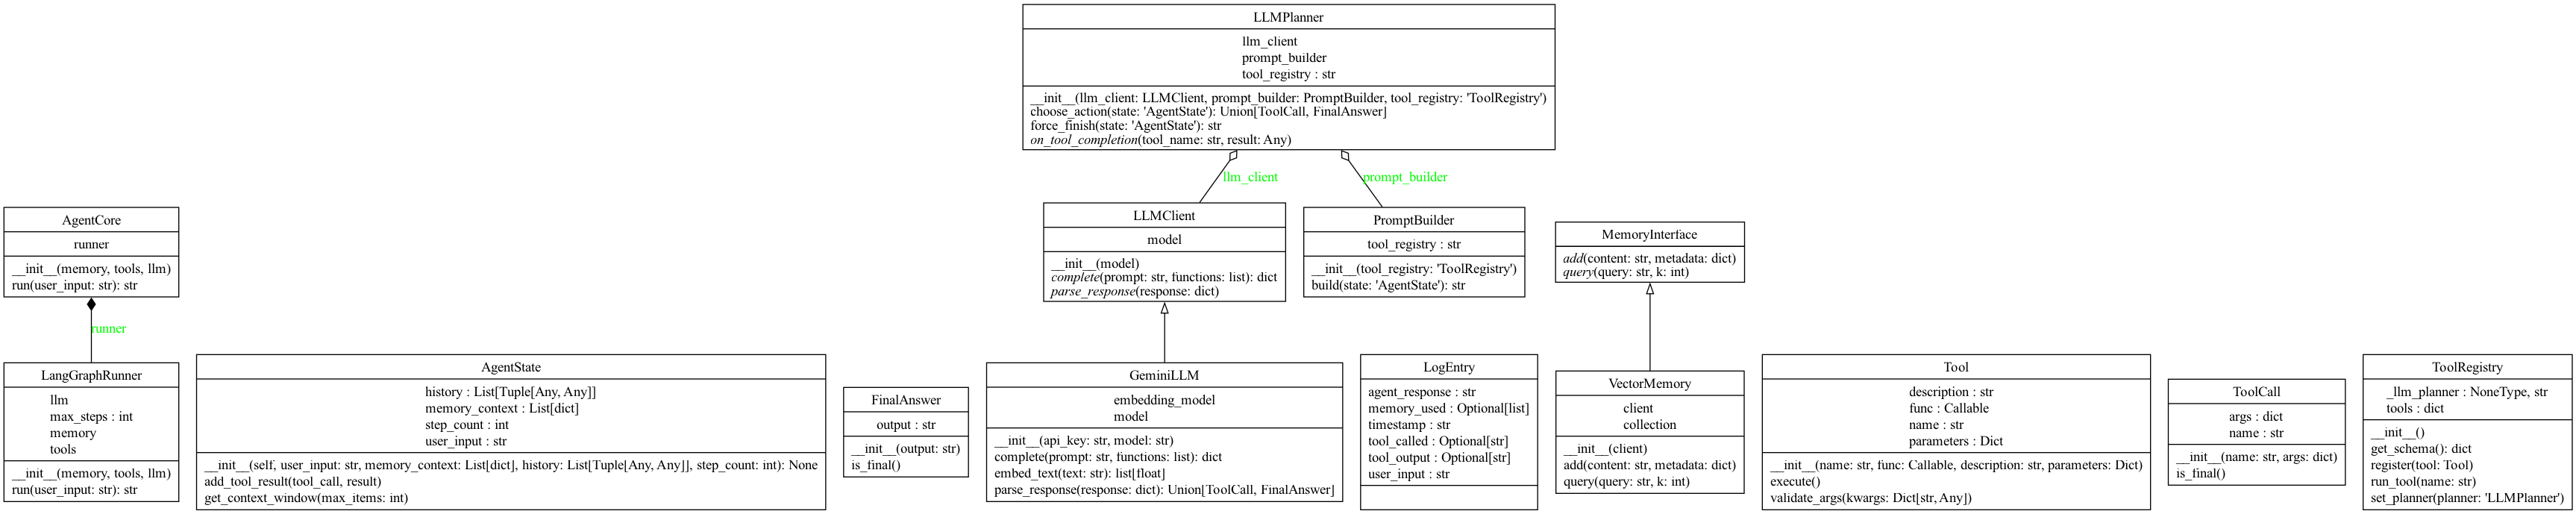 LLMPlanner
llm_client
prompt_builder
tool_registry : str
__init__(llm_client: LLMClient, prompt_builder: PromptBuilder, tool_registry: 'ToolRegistry')
choose_action(state: 'AgentState'): Union[ToolCall, FinalAnswer]
force_finish(state: 'AgentState'): str
on_tool_completion(tool_name: str, result: Any)
llm_client
prompt_builder
AgentCore
runner
__init__(memory, tools, llm)
run(user_input: str): str
LLMClient
model
__init__(model)
complete(prompt: str, functions: list): dict
parse_response(response: dict)
PromptBuilder
tool_registry : str
__init__(tool_registry: 'ToolRegistry')
build(state: 'AgentState'): str
MemoryInterface
add(content: str, metadata: dict)
query(query: str, k: int)
runner
LangGraphRunner
llm
max_steps : int
memory
tools
__init__(memory, tools, llm)
run(user_input: str): str
AgentState
history : List[Tuple[Any, Any]]
memory_context : List[dict]
step_count : int
user_input : str
__init__(self, user_input: str, memory_context: List[dict], history: List[Tuple[Any, Any]], step_count: int): None
add_tool_result(tool_call, result)
get_context_window(max_items: int)
FinalAnswer
output : str
__init__(output: str)
is_final()
GeminiLLM
embedding_model
model
__init__(api_key: str, model: str)
complete(prompt: str, functions: list): dict
embed_text(text: str): list[float]
parse_response(response: dict): Union[ToolCall, FinalAnswer]
LogEntry
agent_response : str
memory_used : Optional[list]
timestamp : str
tool_called : Optional[str]
tool_output : Optional[str]
user_input : str
VectorMemory
client
collection
__init__(client)
add(content: str, metadata: dict)
query(query: str, k: int)
Tool
description : str
func : Callable
name : str
parameters : Dict
__init__(name: str, func: Callable, description: str, parameters: Dict)
execute()
validate_args(kwargs: Dict[str, Any])
ToolCall
args : dict
name : str
__init__(name: str, args: dict)
is_final()
ToolRegistry
_llm_planner : NoneType, str
tools : dict
__init__()
get_schema(): dict
register(tool: Tool)
run_tool(name: str)
set_planner(planner: 'LLMPlanner')